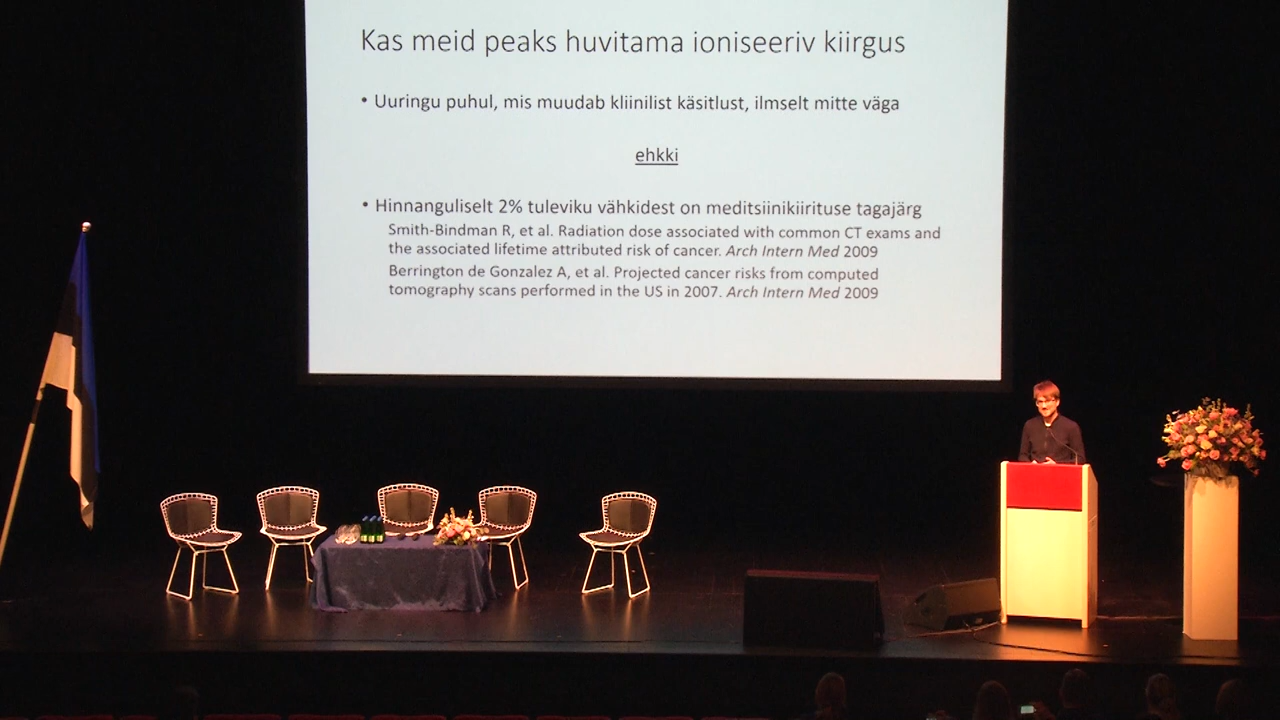 Kas meid peaks huvitama ioniseeriv kiirgus
• Uuringu puhul, mis muudab kliinilist käsitlust, ilmselt mitte väga
ehkki
• Hinnanguliselt 2% tuleviku vähkidest on meditsiinikiirituse tagajärg
Smith-Bindman R, et al. Radiation dose associated with common CT exams and
the associated lifetime attributed risk of cancer. Arch Intern Med 2009
Berrington de Gonzalez A, et al. Projected cancer risks from computed
tomography scans performed in the US in 2007. Arch Intern Med 2009